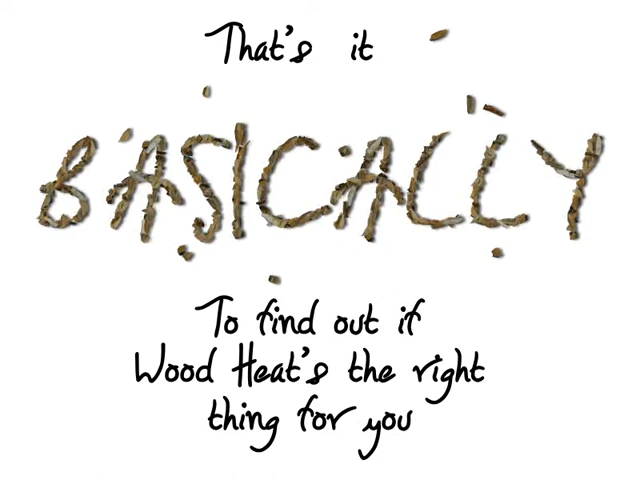 That's it
BASICALLY
To find out if
Wood Heat's the right
thing for you